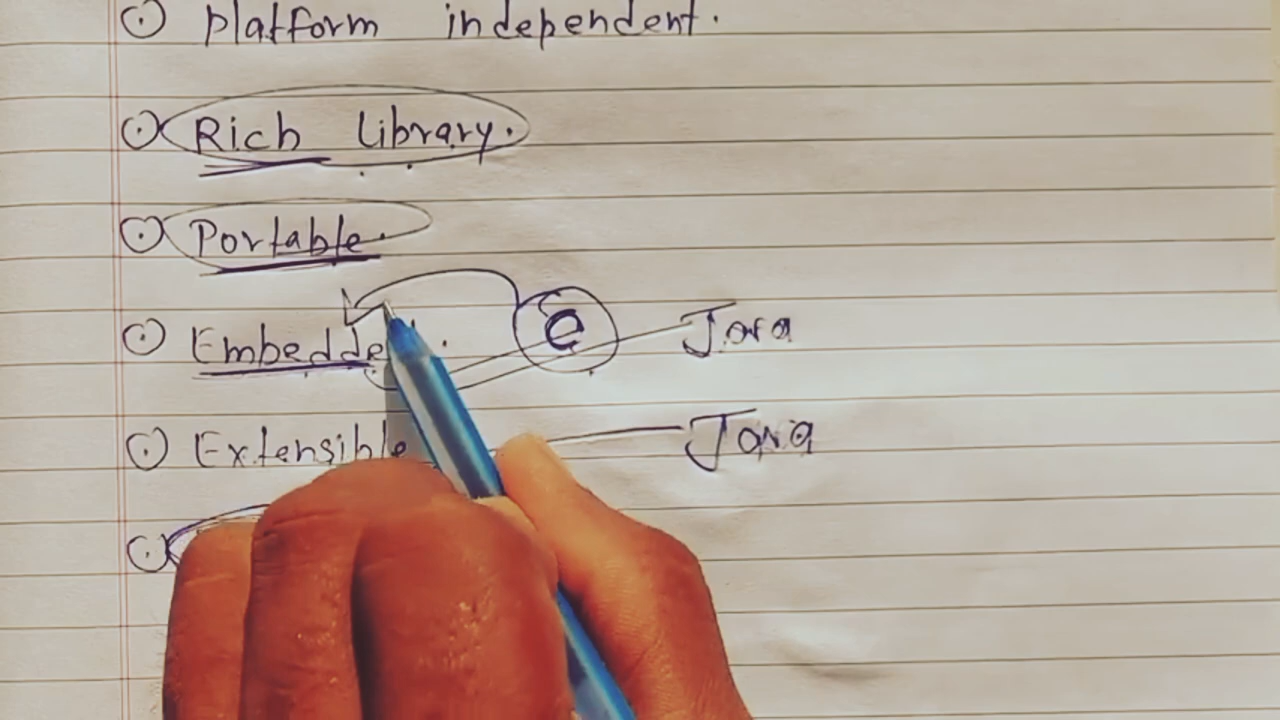 Platform independent.
Rich Library.
Portable.
Embedde
C
Java
Extensible
Java